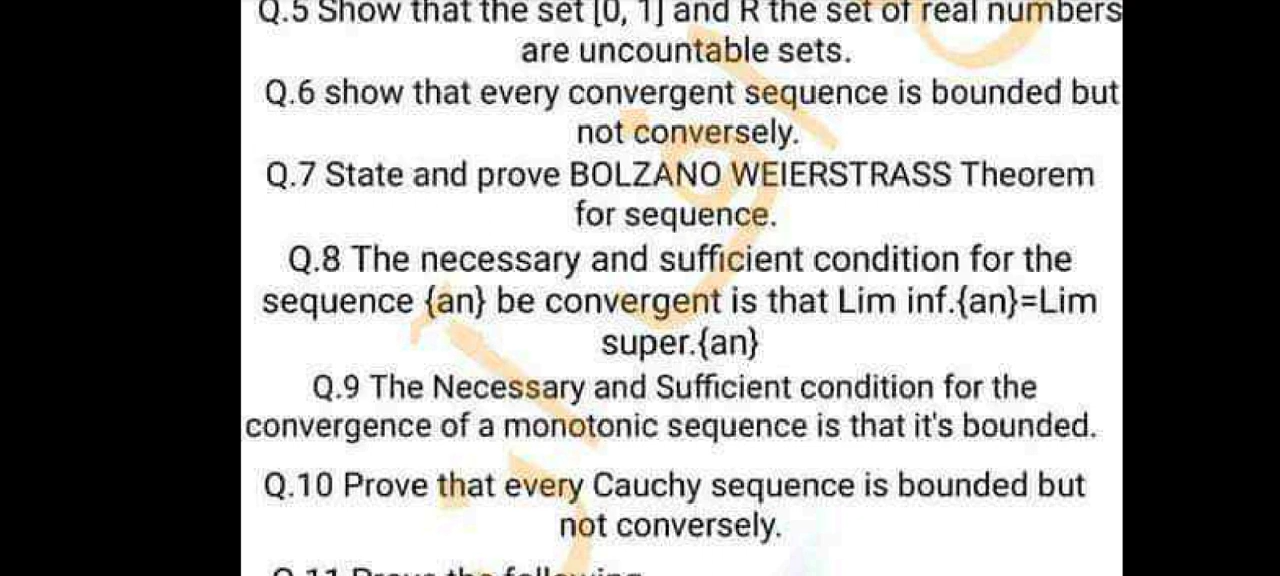 Q.5 Show that the set [0, 1] and R the set of real numbers
are uncountable sets.
Q.6 show that every convergent sequence is bounded but
not conversely.
Q.7 State and prove BOLZANO WEIERSTRASS Theorem
for sequence.
Q.8 The necessary and sufficient condition for the
sequence {an} be convergent is that Lim inf.{an}=Lim
super.{an}
Q.9 The Necessary and Sufficient condition for the
convergence of a monotonic sequence is that it's bounded.
Q.10 Prove that every Cauchy sequence is bounded but
not conversely.
Q.11 Prove the following